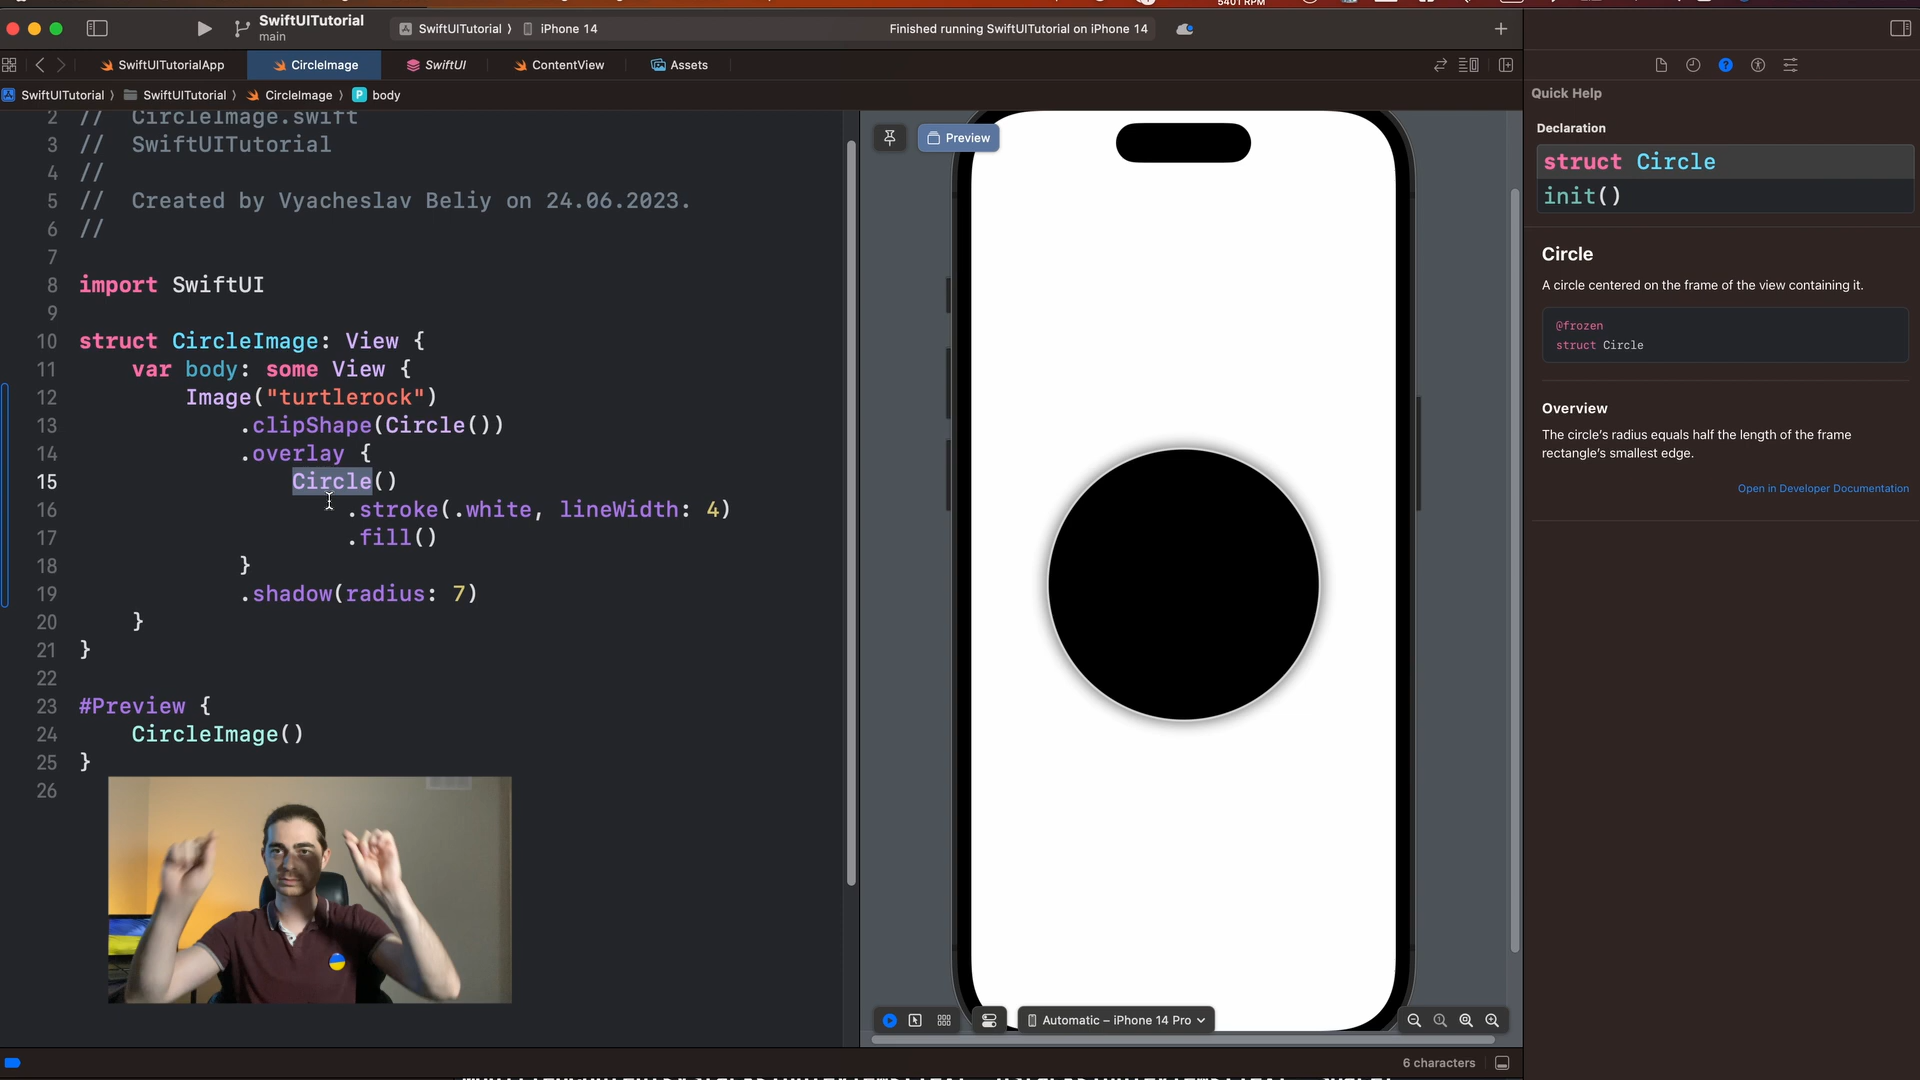 5401 RPM
SwiftUITutorial
main
SwiftUITutorial ⟩ iPhone 14
Finished running SwiftUITutorial on iPhone 14
SwiftUITutorialApp
CircleImage
SwiftUI
ContentView
Assets
SwiftUITutorial ⟩ SwiftUITutorial ⟩ CircleImage ⟩ P body
2 // CircleImage.swift
3 // SwiftUITutorial
4 //
5 // Created by Vyacheslav Beliy on 24.06.2023.
6 //
7
8 import SwiftUI
9
10 struct CircleImage: View {
11 var body: some View {
12 Image("turtlerock")
13 .clipShape(Circle())
14 .overlay {
15 Circle()
16 .stroke(.white, lineWidth: 4)
17 .fill()
18 }
19 .shadow(radius: 7)
20 }
21 }
22
23 #Preview {
24 CircleImage()
25 }
26
Preview
Automatic – iPhone 14 Pro
Quick Help
Declaration
struct Circle
init()
Circle
A circle centered on the frame of the view containing it.
@frozen
struct Circle
Overview
The circle's radius equals half the length of the frame
rectangle's smallest edge.
Open in Developer Documentation
6 characters